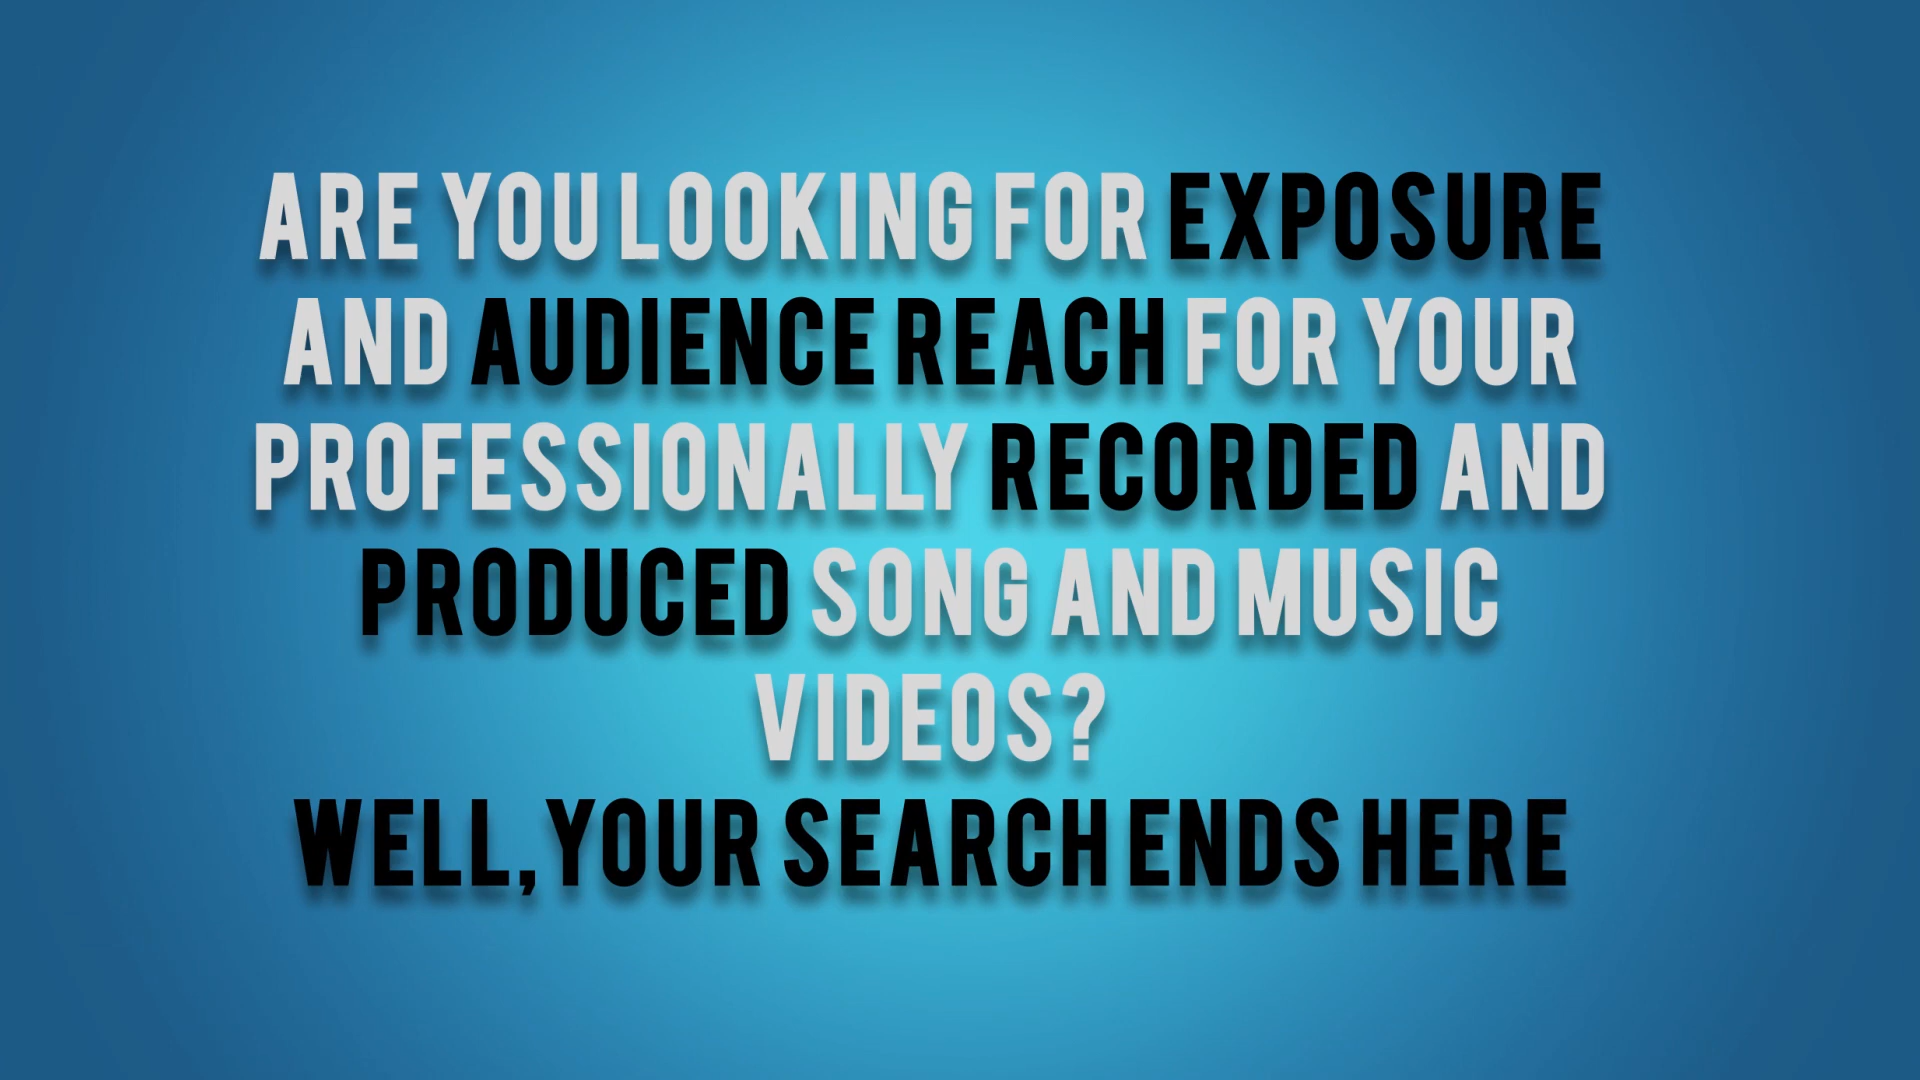 ARE YOU LOOKING FOR EXPOSURE
AND AUDIENCE REACH FOR YOUR
PROFESSIONALLY RECORDED AND
PRODUCED SONG AND MUSIC
VIDEOS?
WELL, YOUR SEARCH ENDS HERE